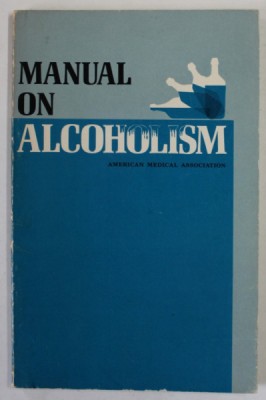 MANUAL
ON
ALCOHOLISM
AMERICAN MEDICAL ASSOCIATION